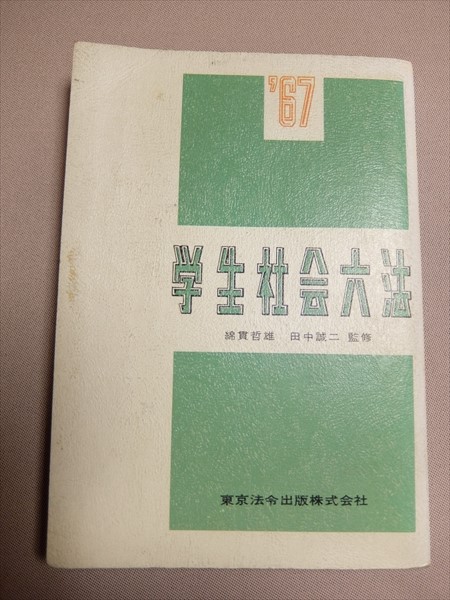 '67
学生社会六法
綿貫哲雄 田中誠二 監修
東京法令出版株式会社